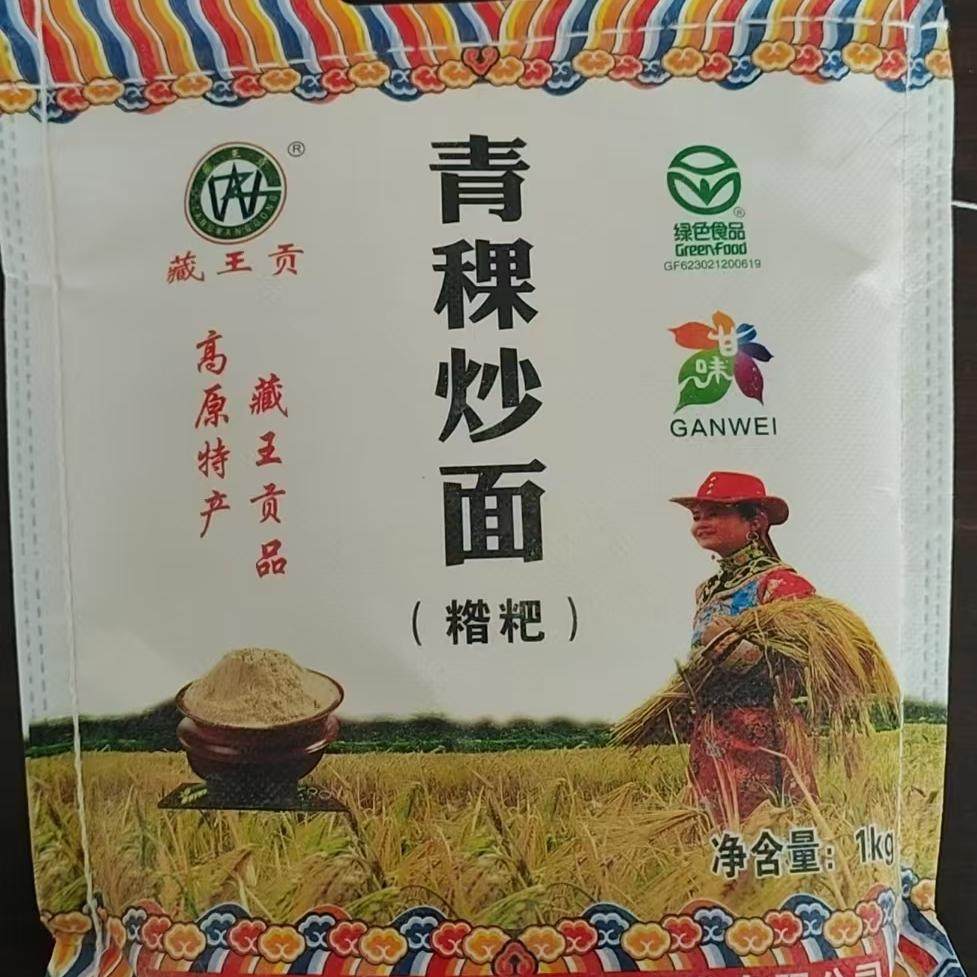 ®
藏王贡
高原特产
藏王贡品
青稞炒面
（糌粑）
®
绿色食品
Greenfood
GF623021200619
甘味
GANWEI
净含量：1kg